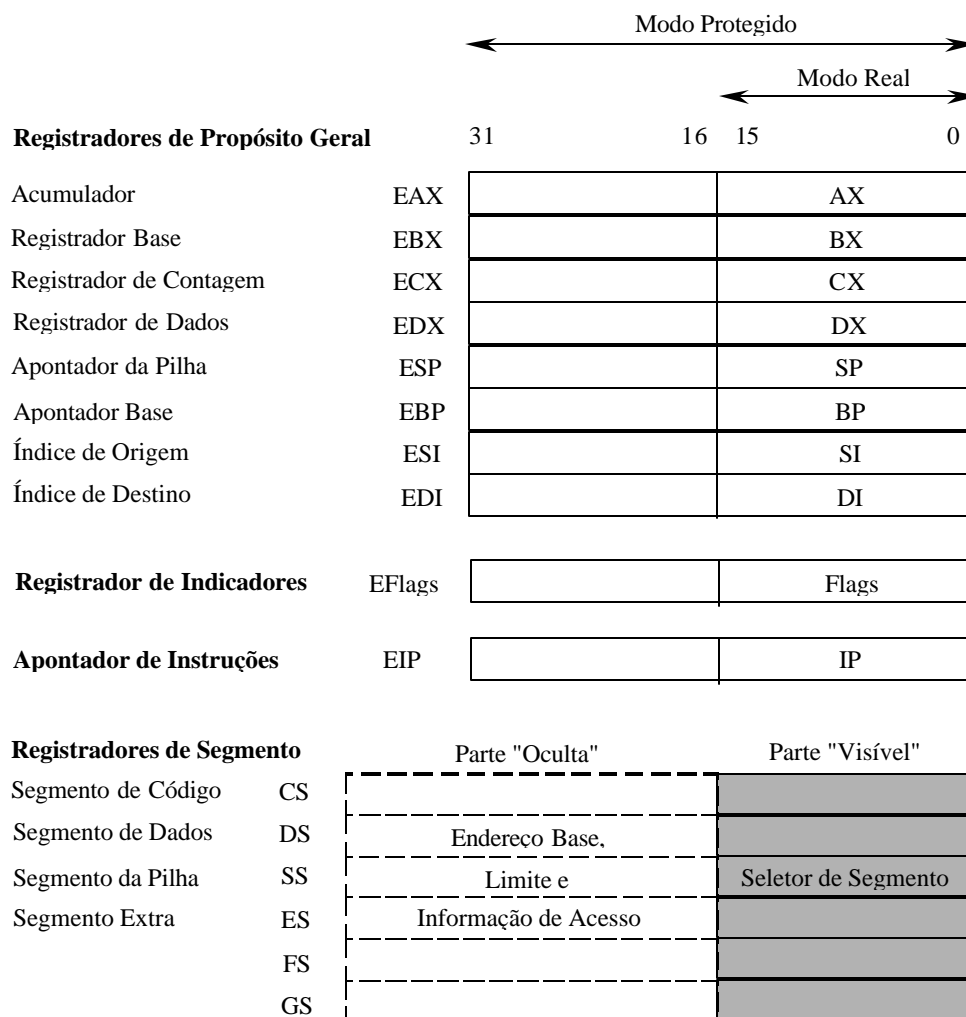 Modo Protegido
Modo Real
Registradores de Propósito Geral 31 16 15 0
Acumulador EAX AX
Registrador Base EBX BX
Registrador de Contagem ECX CX
Registrador de Dados EDX DX
Apontador da Pilha ESP SP
Apontador Base EBP BP
Índice de Origem ESI SI
Índice de Destino EDI DI
Registrador de Indicadores EFlags Flags
Apontador de Instruções EIP IP
Registradores de Segmento Parte "Oculta" Parte "Visível"
Segmento de Código CS
Segmento de Dados DS Endereço Base,
Segmento da Pilha SS Limite e Seletor de Segmento
Segmento Extra ES Informação de Acesso
FS
GS